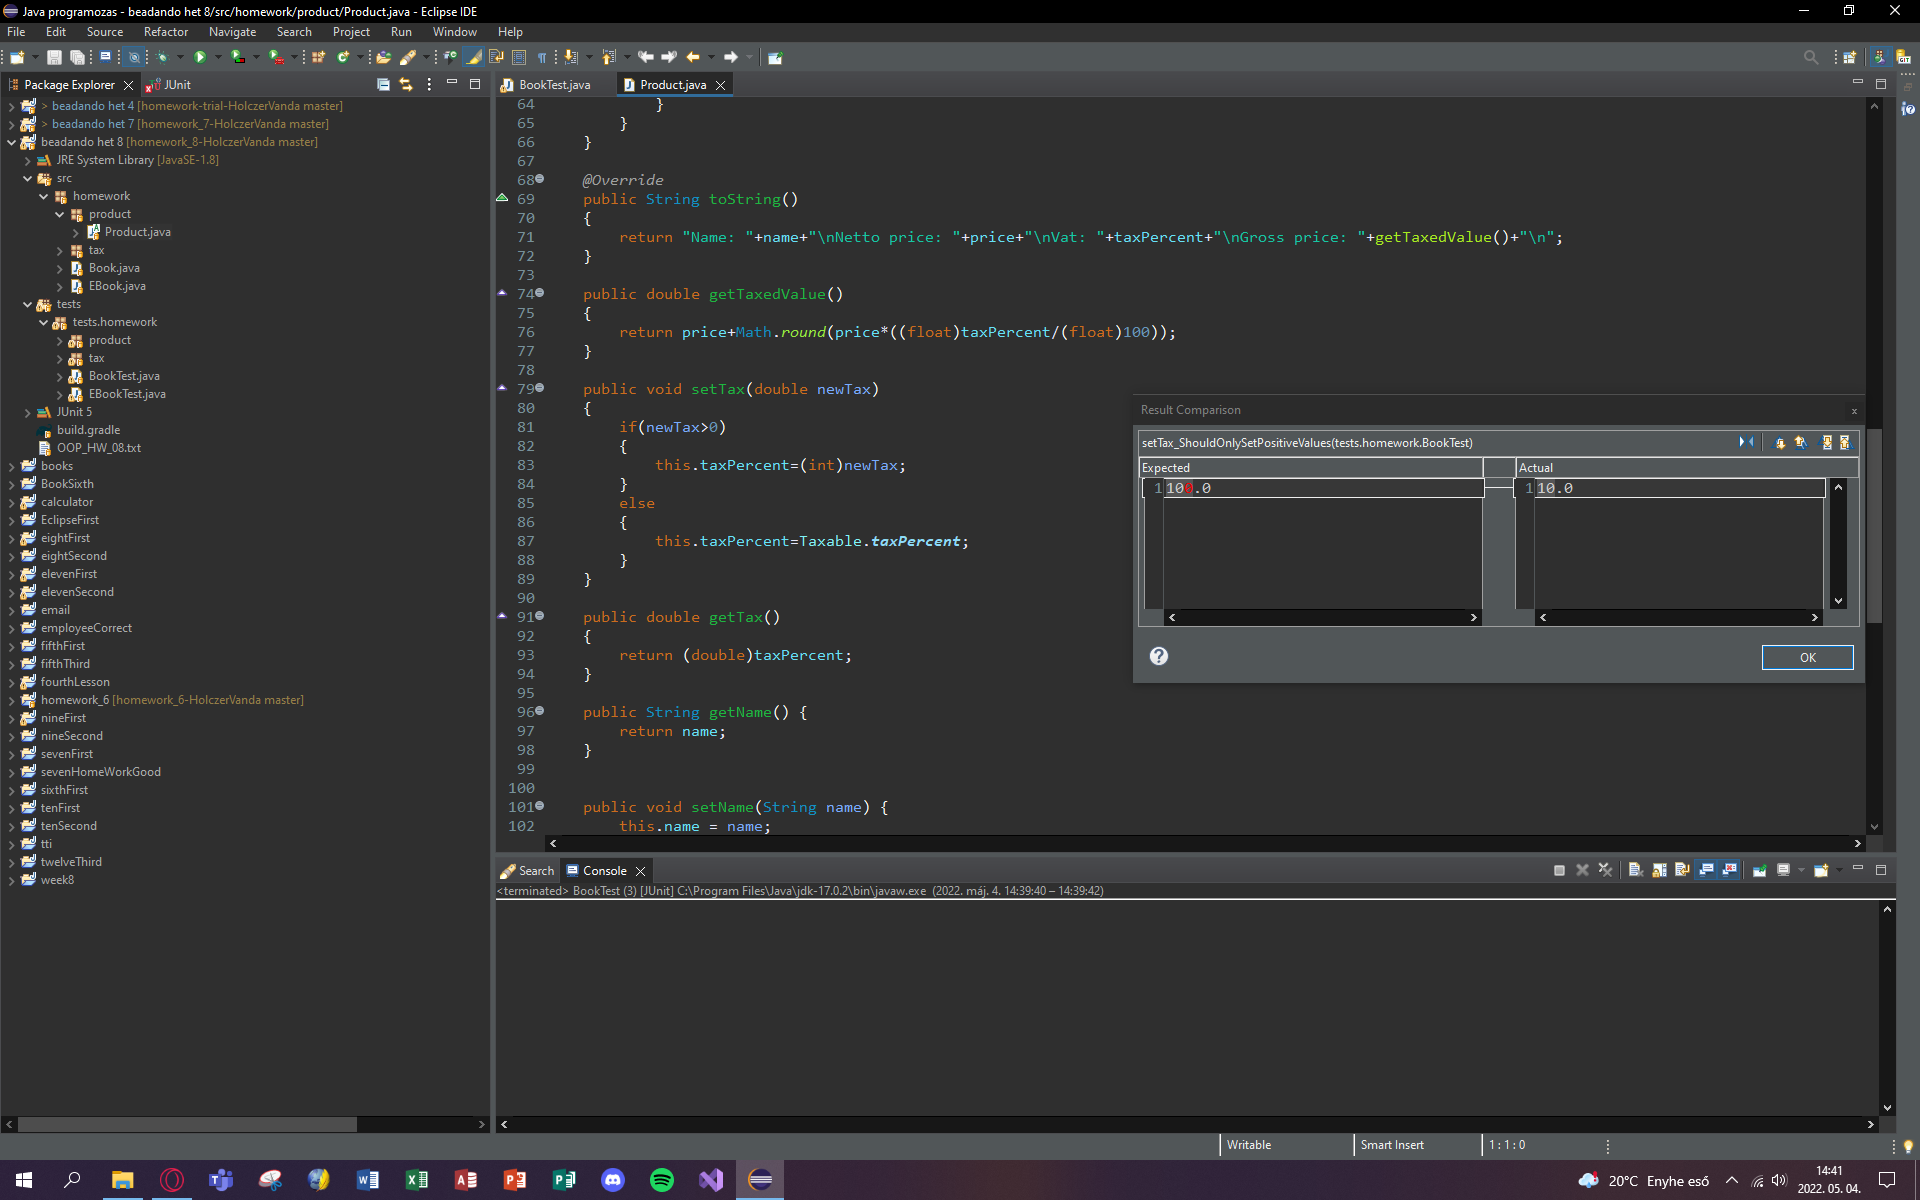 Java programozas - beadando het 8/src/homework/product/Product.java - Eclipse IDE
File Edit Source Refactor Navigate Search Project Run Window Help
Package Explorer JUnit
> beadando het 4 [homework-trial-HolczerVanda master]
> beadando het 7 [homework_7-HolczerVanda master]
beadando het 8 [homework_8-HolczerVanda master]
JRE System Library [JavaSE-1.8]
src
homework
product
Product.java
tax
Book.java
EBook.java
tests
tests.homework
product
tax
BookTest.java
EBookTest.java
JUnit 5
build.gradle
OOP_HW_08.txt
books
BookSixth
calculator
EclipseFirst
eightFirst
eightSecond
elevenFirst
elevenSecond
email
employeeCorrect
fifthFirst
fifthThird
fourthLesson
homework_6 [homework_6-HolczerVanda master]
nineFirst
nineSecond
sevenFirst
sevenHomeWorkGood
sixthFirst
tenFirst
tenSecond
tti
twelveThird
week8
BookTest.java Product.java
64 }
65 }
66 }
67
68 @Override
69 public String toString()
70 {
71 return "Name: "+name+"\nNetto price: "+price+"\nVat: "+taxPercent+"\nGross price: "+getTaxedValue()+"\n";
72 }
73
74 public double getTaxedValue()
75 {
76 return price+Math.round(price*((float)taxPercent/(float)100));
77 }
78
79 public void setTax(double newTax)
80 {
81 if(newTax>0)
82 {
83 this.taxPercent=(int)newTax;
84 }
85 else
86 {
87 this.taxPercent=Taxable.taxPercent;
88 }
89 }
90
91 public double getTax()
92 {
93 return (double)taxPercent;
94 }
95
96 public String getName() {
97 return name;
98 }
99
100
101 public void setName(String name) {
102 this.name = name;
Result Comparison
setTax_ShouldOnlySetPositiveValues(tests.homework.BookTest)
Expected Actual
1 100.0 1 10.0
OK
Search Console
<terminated> BookTest (3) [JUnit] C:\Program Files\Java\jdk-17.0.2\bin\javaw.exe (2022. máj. 4. 14:39:40 – 14:39:42)
Writable Smart Insert 1 : 1 : 0
20°C Enyhe eső 14:41
2022. 05. 04.